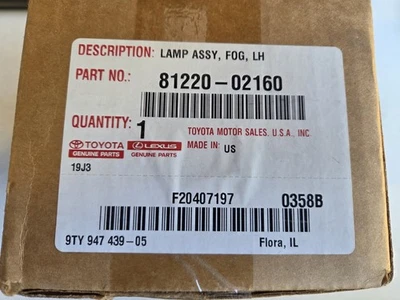 DESCRIPTION: LAMP ASSY, FOG, LH
PART NO.: 81220-02160
QUANTITY: 1
TOYOTA MOTOR SALES, U.S.A., INC.
TOYOTA LEXUS MADE IN: US
GENUINE PARTS GENUINE PARTS
19J3
F20407197 0358B
9TY 947 439-05 Flora, IL